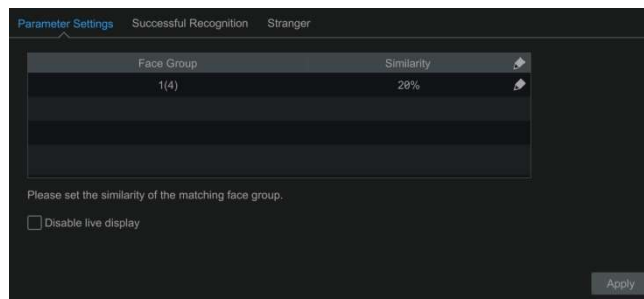 Parameter Settings Successful Recognition Stranger
Face Group Similarity
1(4) 20%
Please set the similarity of the matching face group.
Disable live display
Apply